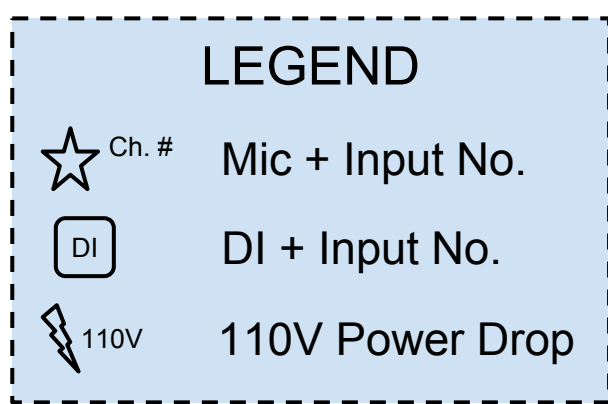 LEGEND
Ch. # Mic + Input No.
DI DI + Input No.
110V 110V Power Drop